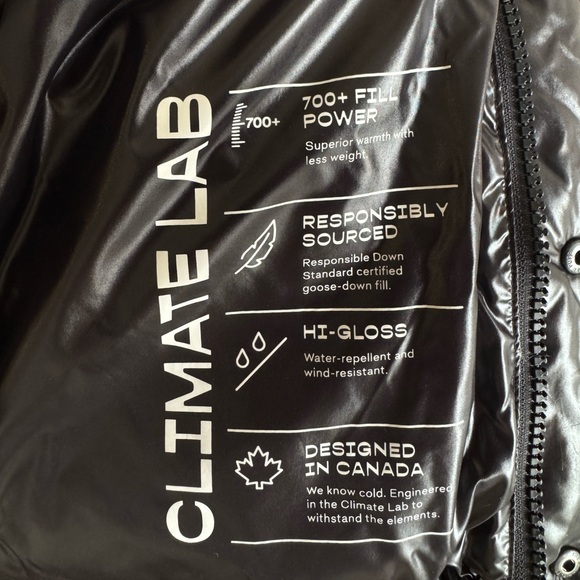 CLIMATE LAB
700+
700+ FILL
POWER
Superior warmth with
less weight.
RESPONSIBLY
SOURCED
Responsible Down
Standard certified
goose-down fill.
HI-GLOSS
Water-repellent and
wind-resistant.
DESIGNED
IN CANADA
We know cold. Engineered
in the Climate Lab to
withstand the elements.